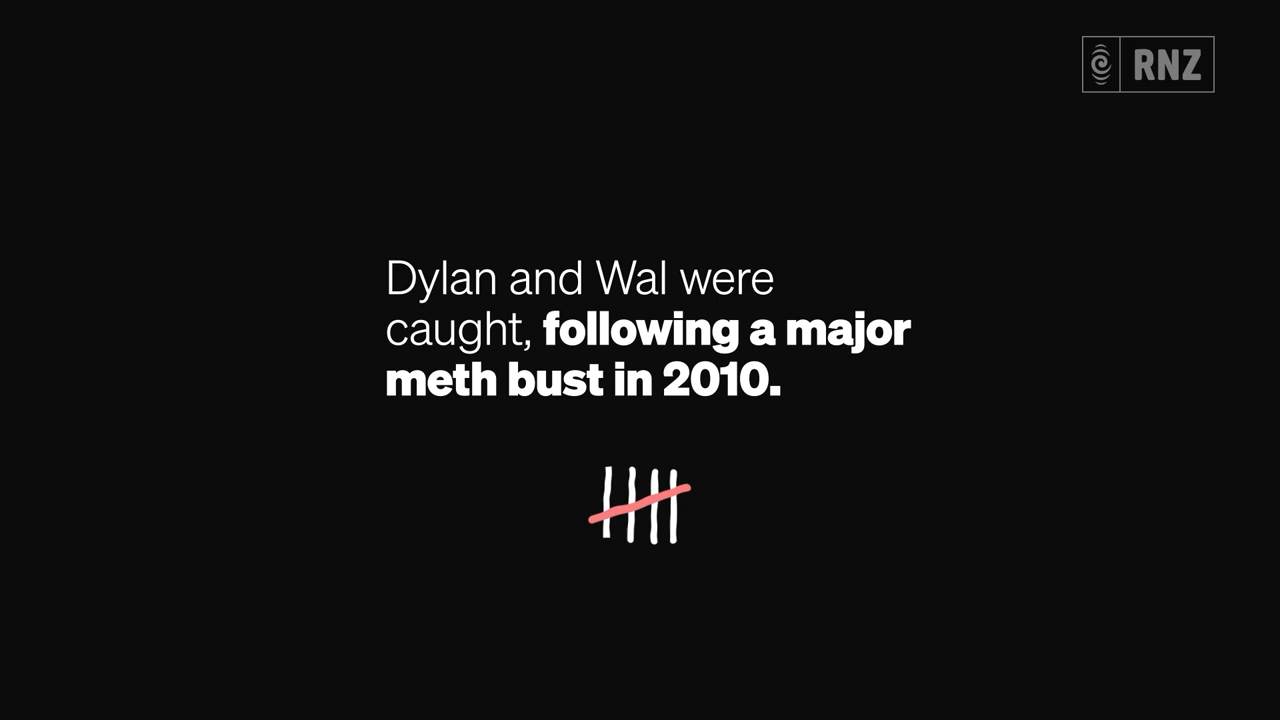 RNZ
Dylan and Wal were
caught, following a major
meth bust in 2010.